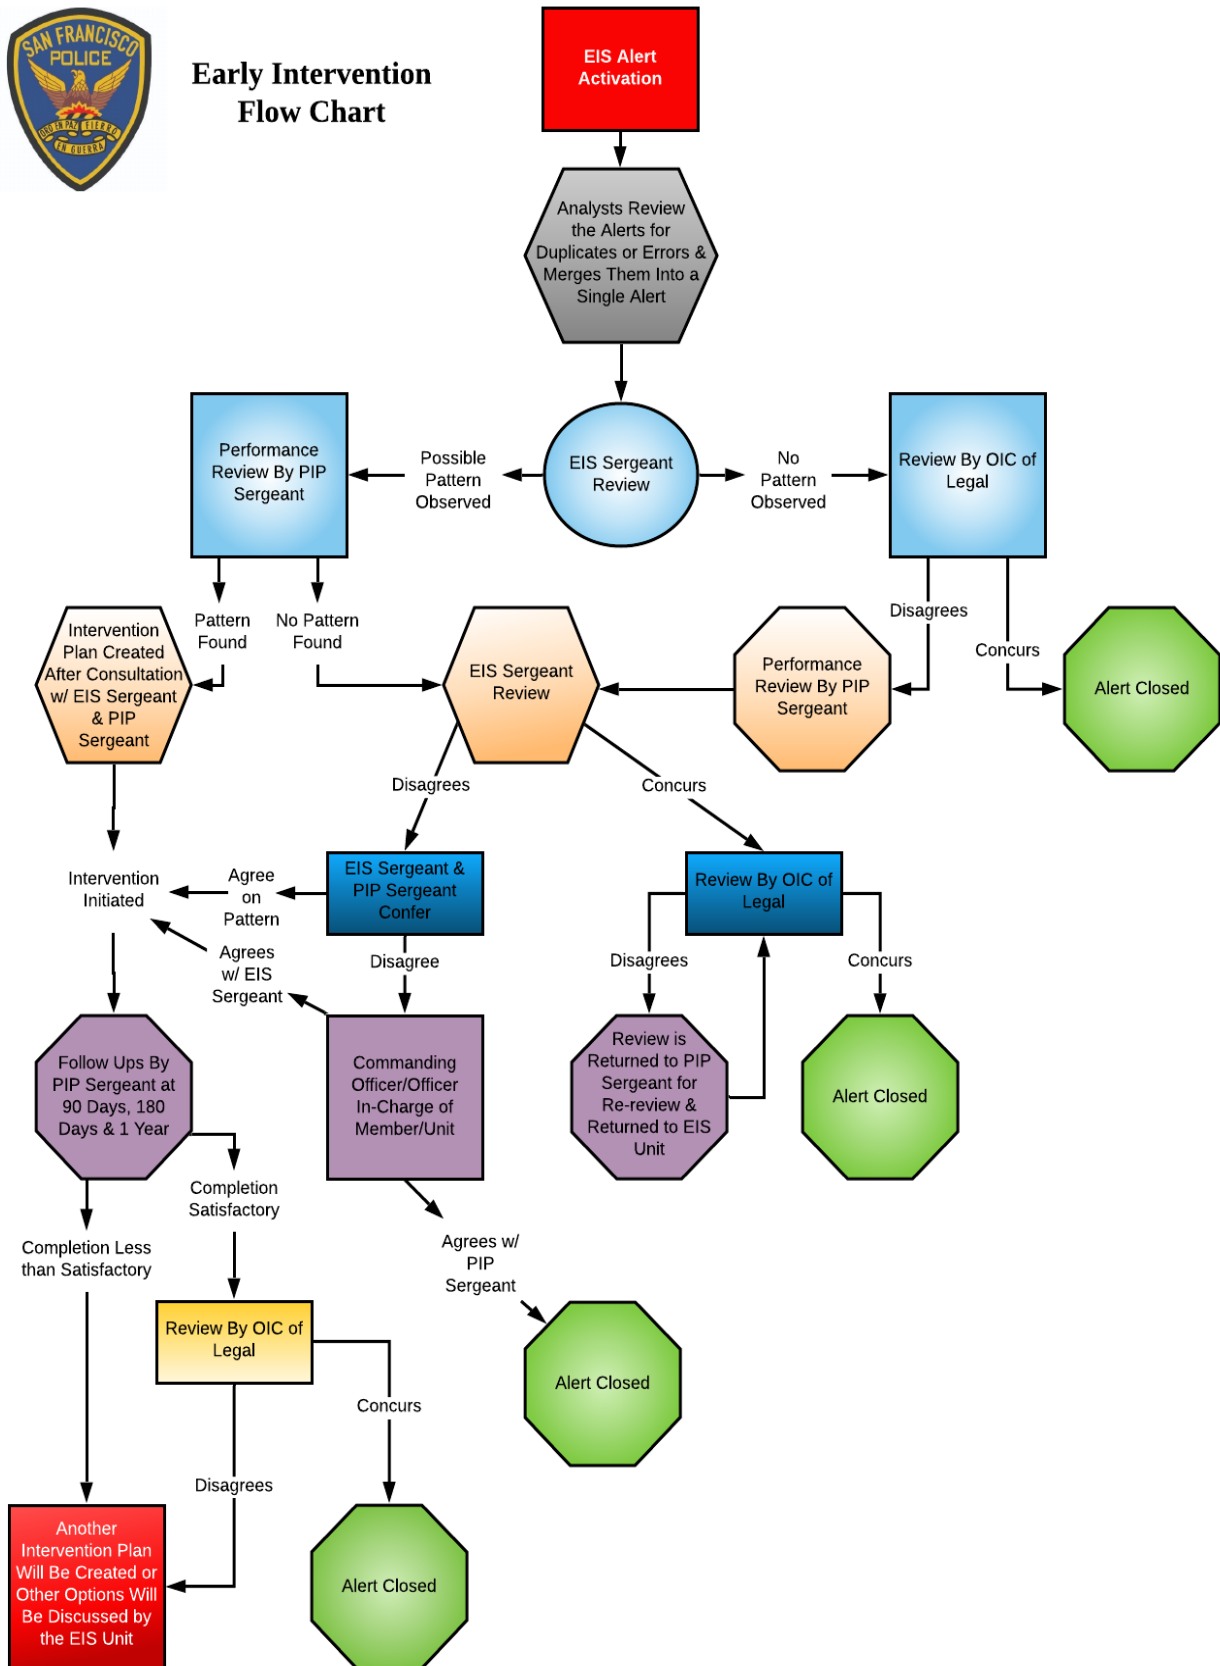 SAN FRANCISCO
POLICE
ORO EN PAZ FIERRO
EN GUERRA
Early Intervention
Flow Chart
EIS Alert
Activation
Analysts Review
the Alerts for
Duplicates or Errors &
Merges Them Into a
Single Alert
Performance
Review By PIP
Sergeant
Possible
Pattern
Observed
EIS Sergeant
Review
No
Pattern
Observed
Review By OIC of
Legal
Pattern
Found
No Pattern
Found
Disagrees
Concurs
Intervention
Plan Created
After Consultation
w/ EIS Sergeant
& PIP
Sergeant
EIS Sergeant
Review
Performance
Review By PIP
Sergeant
Alert Closed
Disagrees
Concurs
Intervention
Initiated
Agree
on
Pattern
EIS Sergeant &
PIP Sergeant
Confer
Review By OIC of
Legal
Agrees
w/ EIS
Sergeant
Disagree
Disagrees
Concurs
Follow Ups By
PIP Sergeant at
90 Days, 180
Days & 1 Year
Commanding
Officer/Officer
In-Charge of
Member/Unit
Review is
Returned to PIP
Sergeant for
Re-review &
Returned to EIS
Unit
Alert Closed
Completion
Satisfactory
Completion Less
than Satisfactory
Agrees w/
PIP
Sergeant
Review By OIC of
Legal
Alert Closed
Concurs
Disagrees
Another
Intervention Plan
Will Be Created or
Other Options Will
Be Discussed by
the EIS Unit
Alert Closed